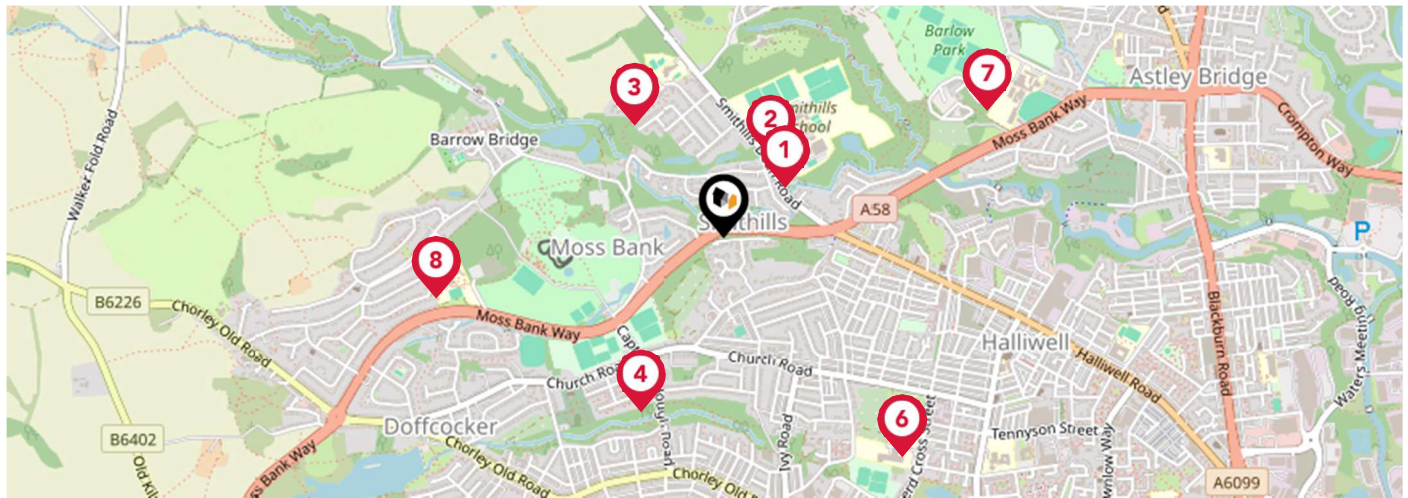 Barlow
Park
Astley Bridge
7
3
2
1
Smithills
School
Moss Bank Way
Crompton Way
Barrow Bridge
Walker Fold Road
Road
A58
P
Smithills
Moss Bank
8
B6226
Chorley Old Road
Moss Bank Way
Blackburn Road
Waters Meeting Road
Halliwell
Church Road
Church Road
4
Halliwell Road
6
Doffcocker
B6402
Ivy Road
Tennyson Street
Chorley Old Road
Chorley Old Road
A6099